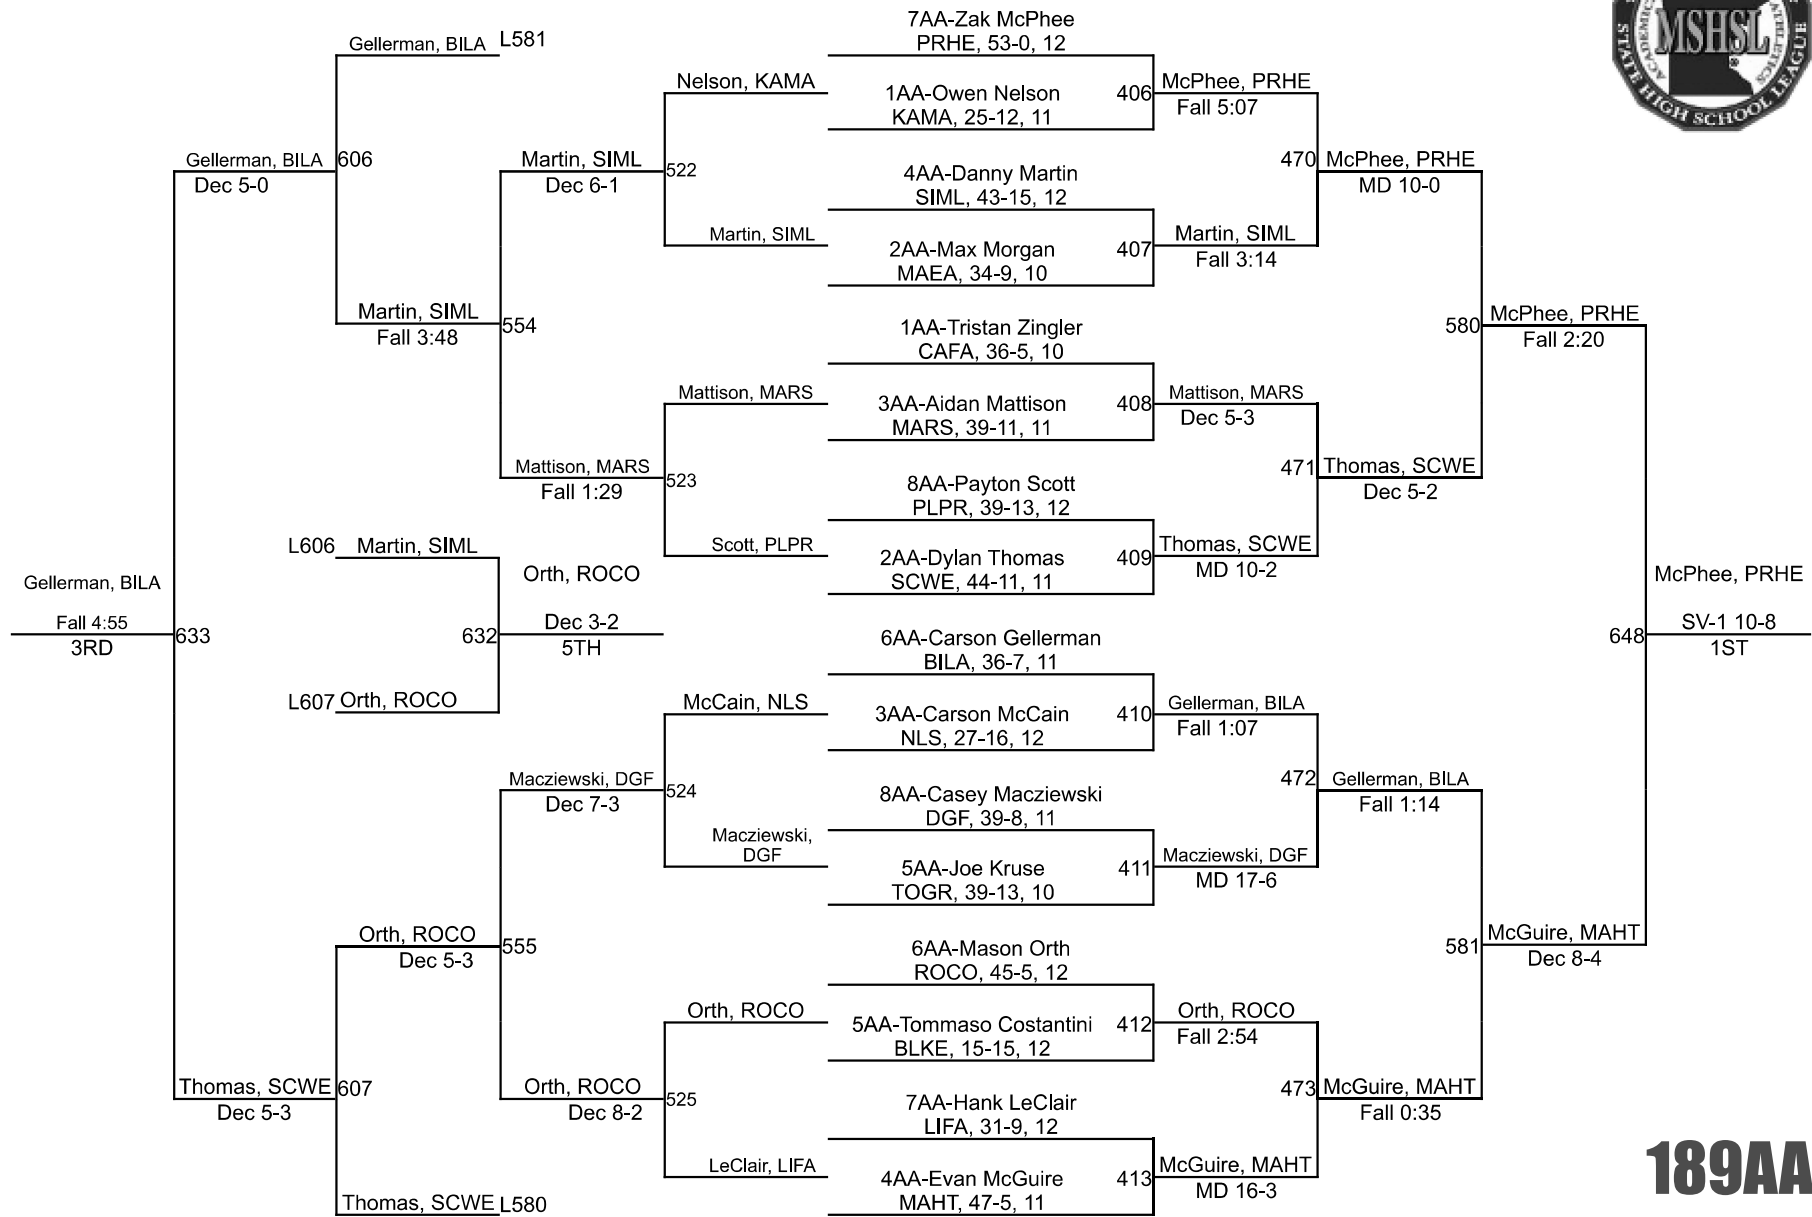 Gellerman, BILA L581
606
Gellerman, BILA
Dec 5-0
Martin, SIML
Fall 3:48
554
Martin, SIML
Dec 6-1
522
Nelson, KAMA
Martin, SIML
Mattison, MARS
Fall 1:29
523
Mattison, MARS
Scott, PLPR
L606 Martin, SIML
L607 Orth, ROCO
632
Orth, ROCO
Dec 3-2
5TH
Gellerman, BILA
Fall 4:55
3RD
633
McCain, NLS
Macziewski, DGF
Dec 7-3
524
Macziewski,
DGF
Orth, ROCO
Dec 5-3
555
Orth, ROCO
Orth, ROCO
Dec 8-2
525
LeClair, LIFA
Thomas, SCWE
Dec 5-3
607
Thomas, SCWE L580
7AA-Zak McPhee
PRHE, 53-0, 12
1AA-Owen Nelson
KAMA, 25-12, 11
406
4AA-Danny Martin
SIML, 43-15, 12
2AA-Max Morgan
MAEA, 34-9, 10
407
1AA-Tristan Zingler
CAFA, 36-5, 10
3AA-Aidan Mattison
MARS, 39-11, 11
408
8AA-Payton Scott
PLPR, 39-13, 12
2AA-Dylan Thomas
SCWE, 44-11, 11
409
6AA-Carson Gellerman
BILA, 36-7, 11
3AA-Carson McCain
NLS, 27-16, 12
410
8AA-Casey Macziewski
DGF, 39-8, 11
5AA-Joe Kruse
TOGR, 39-13, 10
411
6AA-Mason Orth
ROCO, 45-5, 12
5AA-Tommaso Costantini
BLKE, 15-15, 12
412
7AA-Hank LeClair
LIFA, 31-9, 12
4AA-Evan McGuire
MAHT, 47-5, 11
413
McPhee, PRHE
Fall 5:07
Martin, SIML
Fall 3:14
470
McPhee, PRHE
MD 10-0
Mattison, MARS
Dec 5-3
Thomas, SCWE
MD 10-2
471
Thomas, SCWE
Dec 5-2
580
McPhee, PRHE
Fall 2:20
Gellerman, BILA
Fall 1:07
Macziewski, DGF
MD 17-6
472
Gellerman, BILA
Fall 1:14
Orth, ROCO
Fall 2:54
McGuire, MAHT
MD 16-3
473
McGuire, MAHT
Fall 0:35
581
McGuire, MAHT
Dec 8-4
648
McPhee, PRHE
SV-1 10-8
1ST
MSHSL
STATE HIGH SCHOOL LEAGUE
189AA